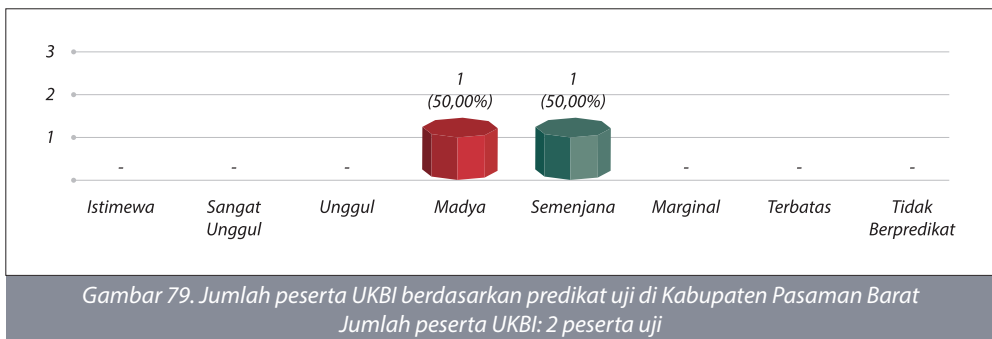 3
2
1
1
(50,00%)
1
(50,00%)
- - - - - -
Istimewa Sangat Unggul Unggul Madya Semenjana Marginal Terbatas Tidak Berpredikat
Gambar 79. Jumlah peserta UKBI berdasarkan predikat uji di Kabupaten Pasaman Barat
Jumlah peserta UKBI: 2 peserta uji